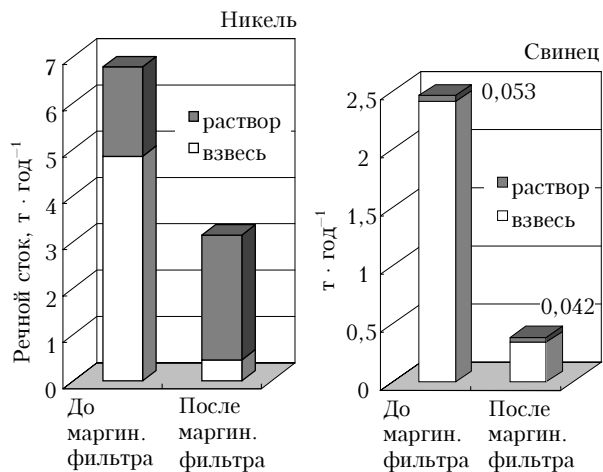 Никель
Речной сток, т · год⁻¹
7
6
5
4
3
2
1
0
раствор
взвесь
До
маргин.
фильтра
После
маргин.
фильтра
Свинец
т · год⁻¹
2,5
2
1,5
1
0,5
0
0,053
раствор
взвесь
0,042
До
маргин.
фильтра
После
маргин.
фильтра